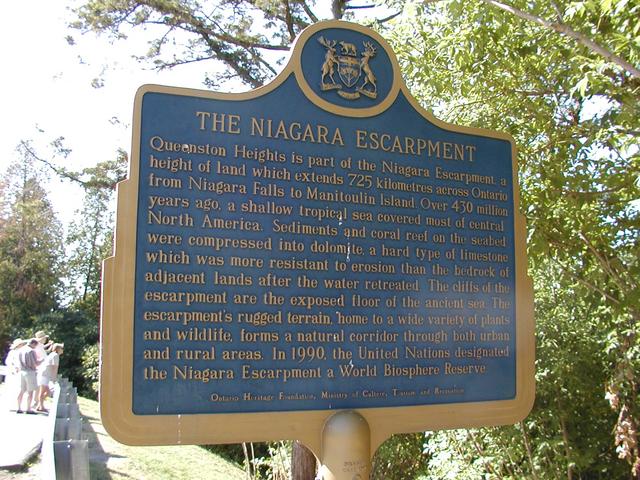 THE NIAGARA ESCARPMENT
Queenston Heights is part of the Niagara Escarpment, a
height of land which extends 725 kilometres across Ontario
from Niagara Falls to Manitoulin Island. Over 430 million
years ago, a shallow tropical sea covered most of central
North America. Sediments and coral reef on the seabed
were compressed into dolomite, a hard type of limestone
which was more resistant to erosion than the bedrock of
adjacent lands after the water retreated. The cliffs of the
escarpment are the exposed floor of the ancient sea. The
escarpment's rugged terrain, home to a wide variety of plants
and wildlife, forms a natural corridor through both urban
and rural areas. In 1990, the United Nations designated
the Niagara Escarpment a World Biosphere Reserve.
Ontario Heritage Foundation, Ministry of Culture, Tourism and Recreation